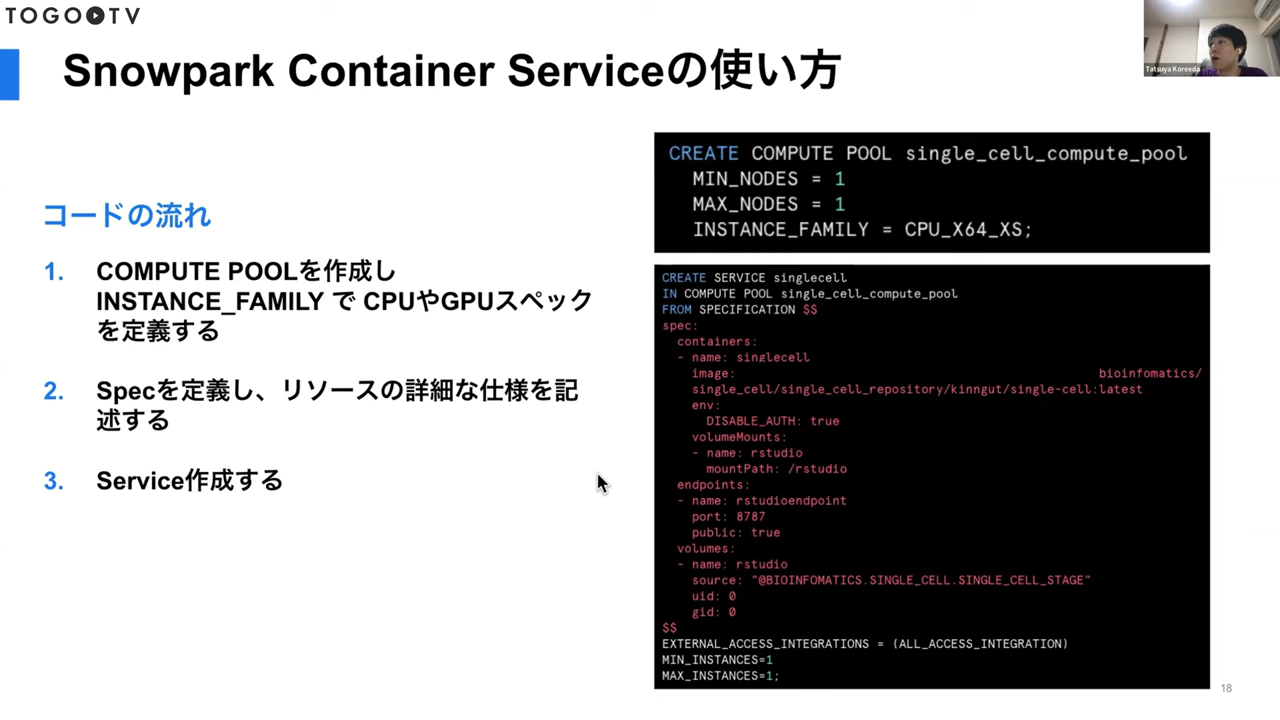 TOGOTV
Tatsuya Koreeda
Snowpark Container Serviceの使い方
コードの流れ
1. COMPUTE POOLを作成し
INSTANCE_FAMILY で CPUやGPUスペック
を定義する
2. Specを定義し、リソースの詳細な仕様を記
述する
3. Service作成する
CREATE COMPUTE POOL single_cell_compute_pool
MIN_NODES = 1
MAX_NODES = 1
INSTANCE_FAMILY = CPU_X64_XS;
CREATE SERVICE singlecell
IN COMPUTE POOL single_cell_compute_pool
FROM SPECIFICATION $$
spec:
containers:
- name: singlecell
image: bioinfomatics/
single_cell/single_cell_repository/kinngut/single-cell:latest
env:
DISABLE_AUTH: true
volumeMounts:
- name: rstudio
mountPath: /rstudio
endpoints:
- name: rstudioendpoint
port: 8787
public: true
volumes:
- name: rstudio
source: "@BIOINFOMATICS.SINGLE_CELL.SINGLE_CELL_STAGE"
uid: 0
gid: 0
$$
EXTERNAL_ACCESS_INTEGRATIONS = (ALL_ACCESS_INTEGRATION)
MIN_INSTANCES=1
MAX_INSTANCES=1;
18